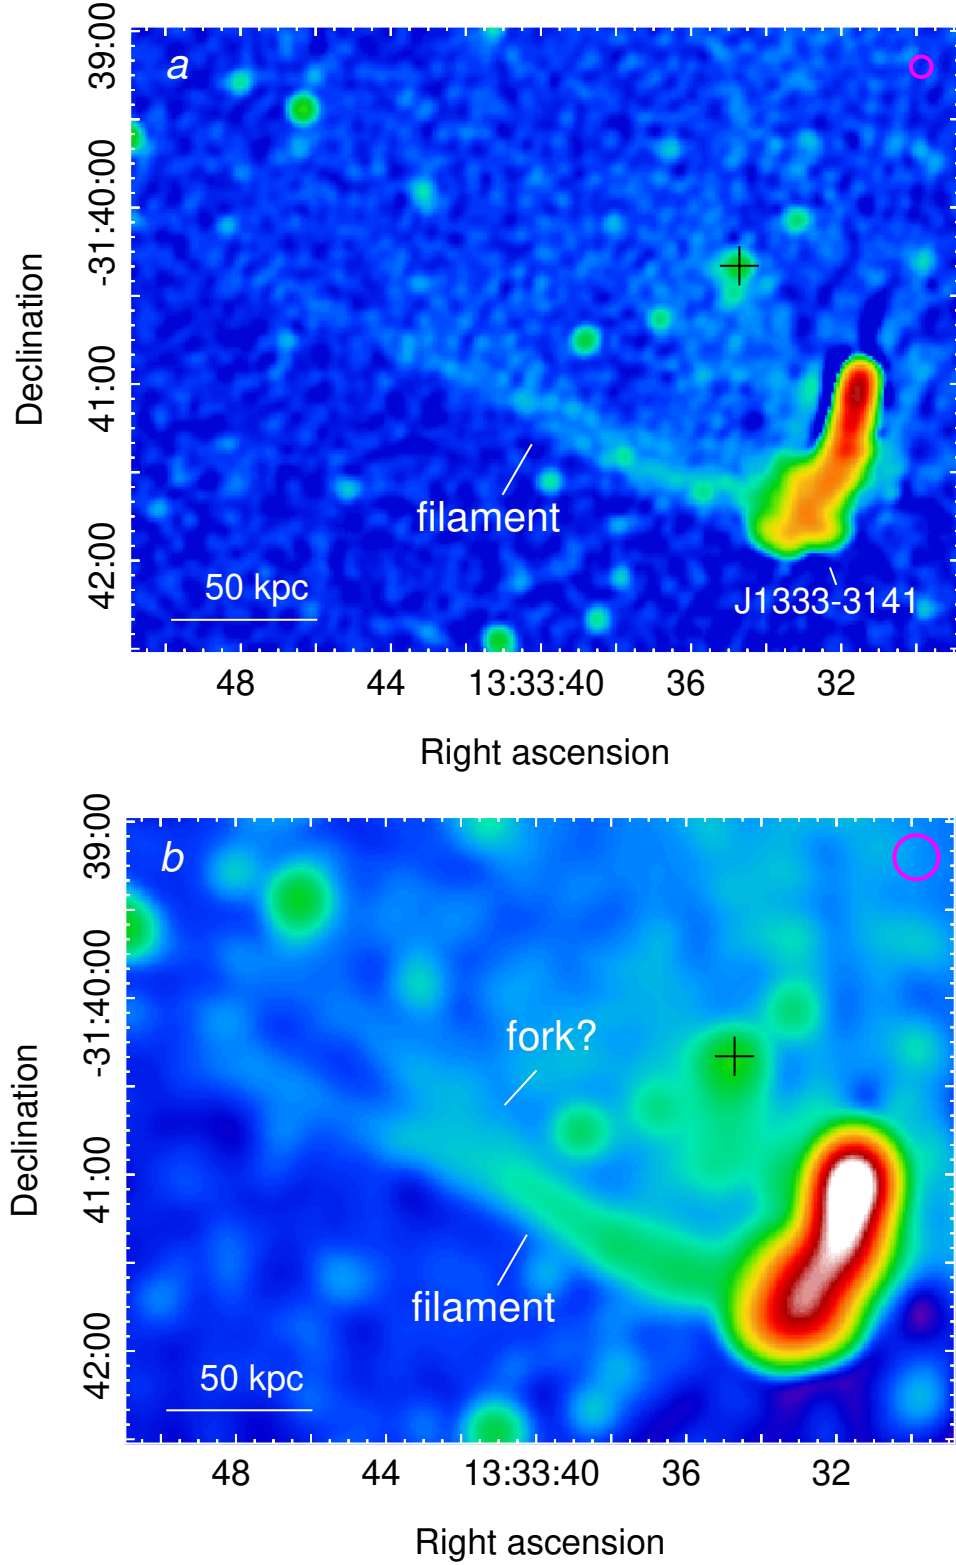 a
39:00
-31:40:00
41:00
42:00
Declination
filament
50 kpc
J1333-3141
48 44 13:33:40 36 32
Right ascension
b
39:00
-31:40:00
41:00
42:00
Declination
fork?
filament
50 kpc
48 44 13:33:40 36 32
Right ascension